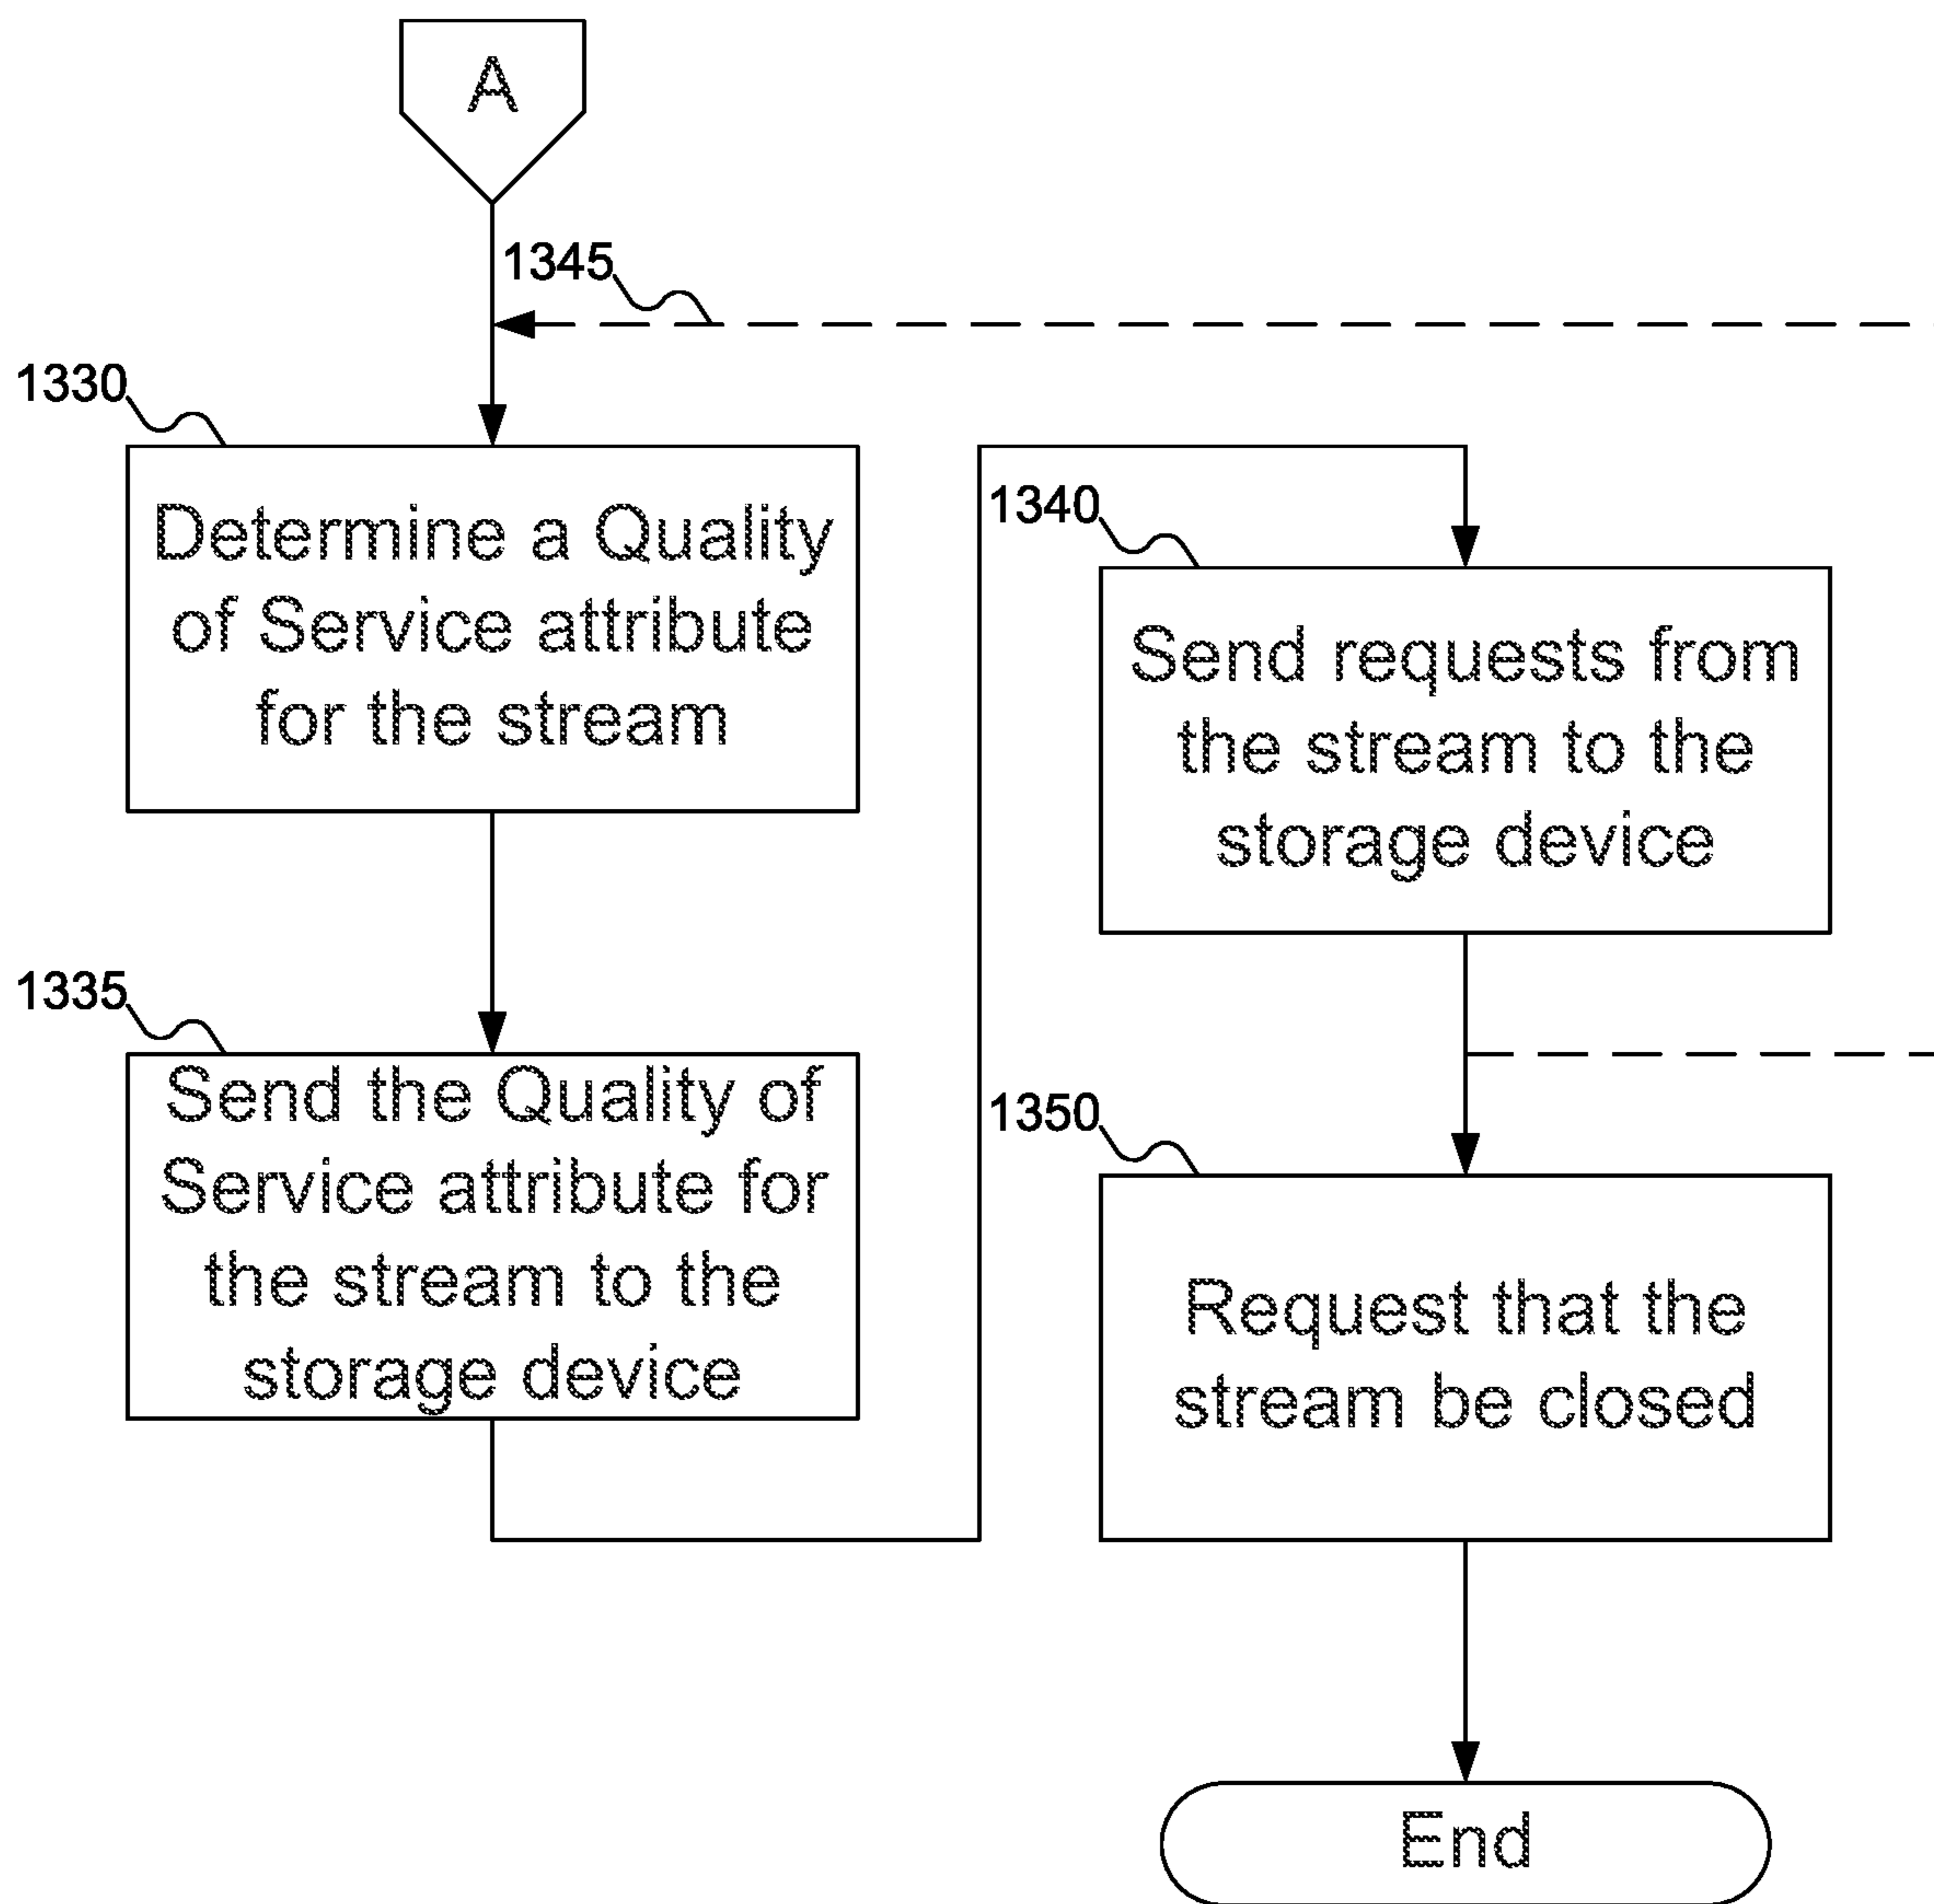 A
1345
1330
Determine a Quality
of Service attribute
for the stream
1335
Send the Quality of
Service attribute for
the stream to the
storage device
1340
Send requests from
the stream to the
storage device
1350
Request that the
stream be closed
End